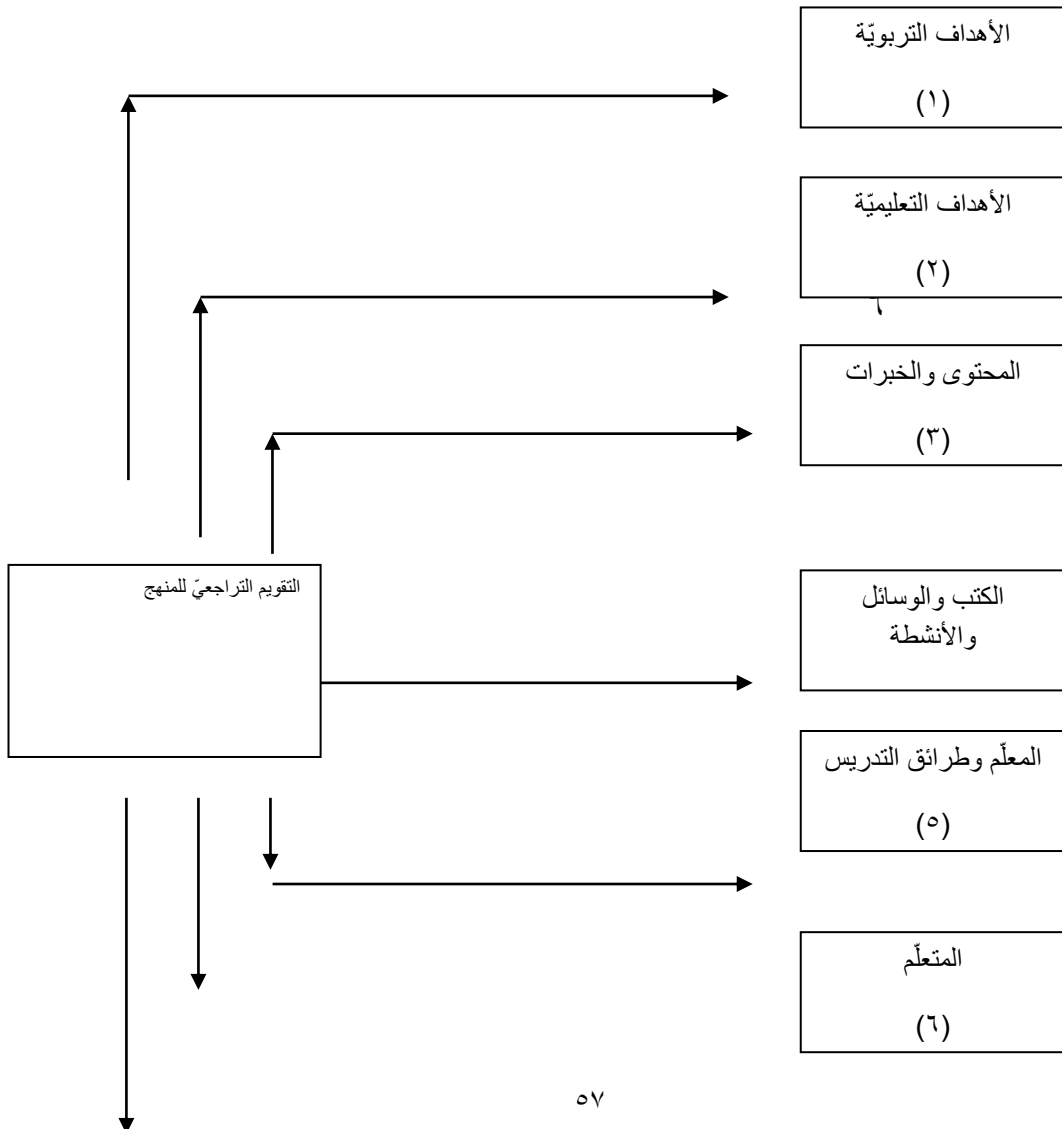 الأهداف التربويّة
(١)
الأهداف التعليميّة
(٢)
المحتوى والخبرات
(٣)
التقويم التراجعيّ للمنهج
الكتب والوسائل
والأنشطة
المعلّم وطرائق التدريس
(٥)
المتعلّم
(٦)
٥٧